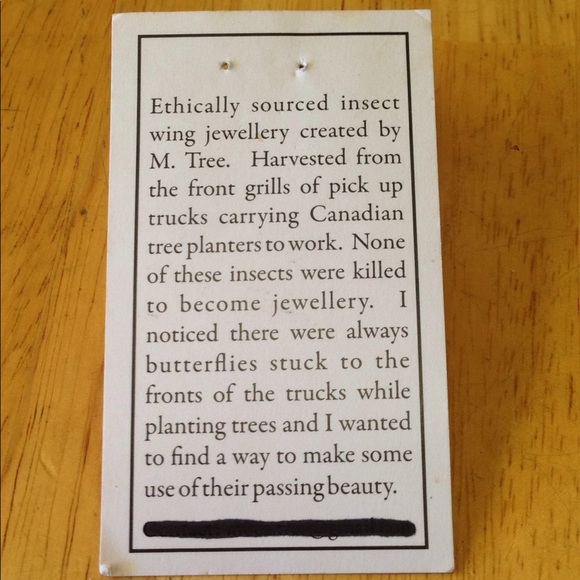 Ethically sourced insect
wing jewellery created by
M. Tree. Harvested from
the front grills of pick up
trucks carrying Canadian
tree planters to work. None
of these insects were killed
to become jewellery. I
noticed there were always
butterflies stuck to the
fronts of the trucks while
planting trees and I wanted
to find a way to make some
use of their passing beauty.